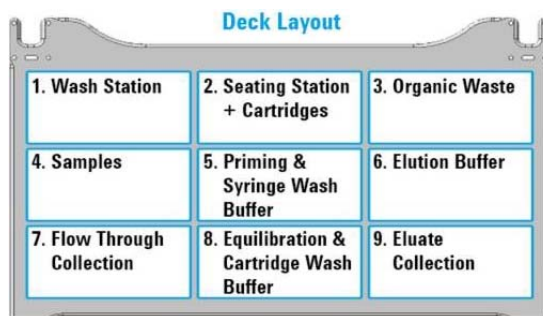 Deck Layout
1. Wash Station
2. Seating Station
+ Cartridges
3. Organic Waste
4. Samples
5. Priming &
Syringe Wash
Buffer
6. Elution Buffer
7. Flow Through
Collection
8. Equilibration &
Cartridge Wash
Buffer
9. Eluate
Collection